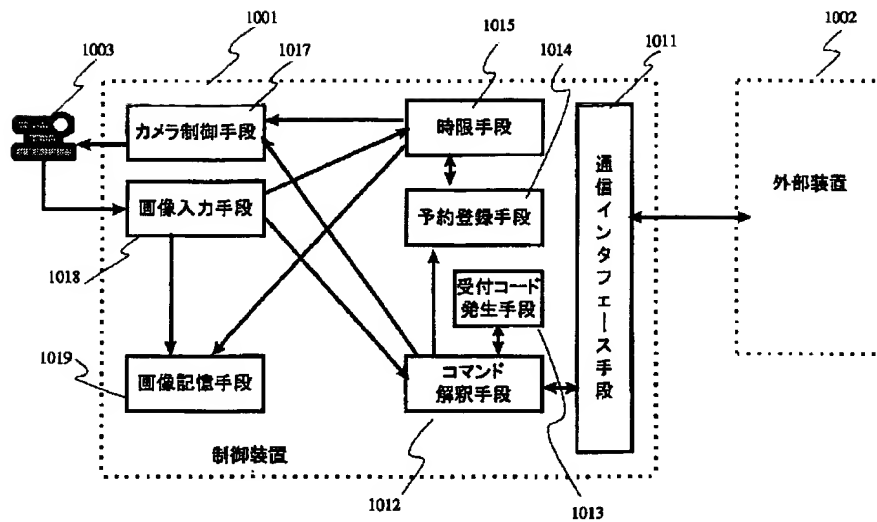 1003
1001
1017
1015
1014
1011
1002
カメラ制御手段
時限手段
画像入力手段
予約登録手段
1018
受付コード
発生手段
1019
画像記憶手段
コマンド
解釈手段
通信インタフェース手段
外部装置
制御装置
1012
1013